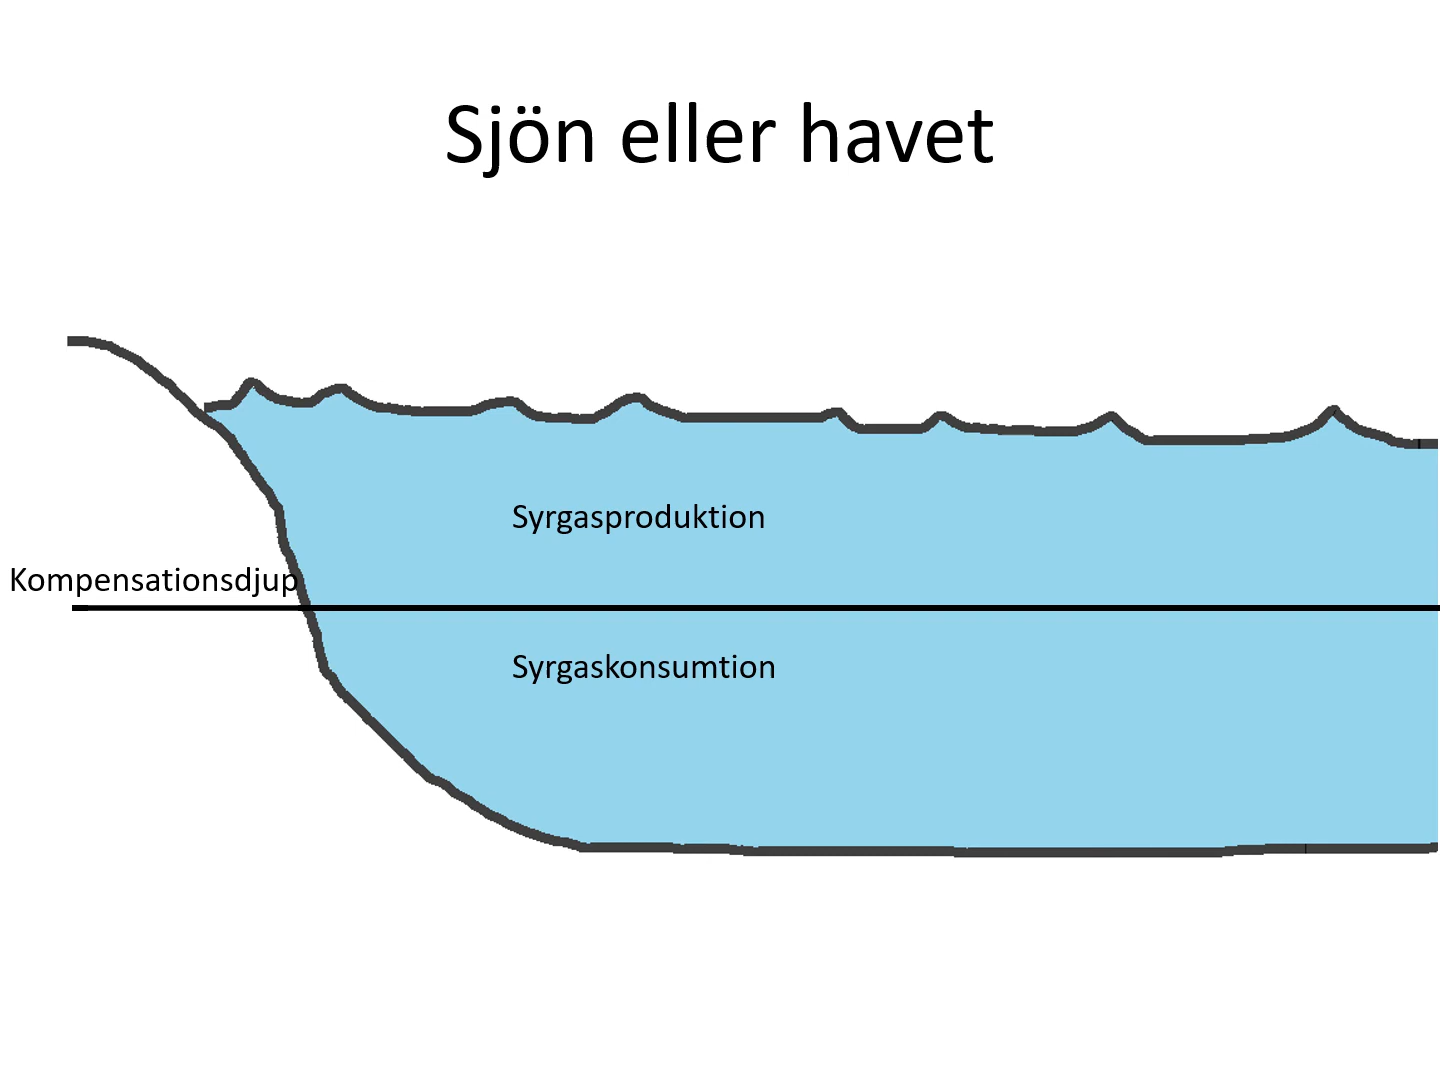 Sjön eller havet
Syrgasproduktion
Kompensationsdjup
Syrgaskonsumtion